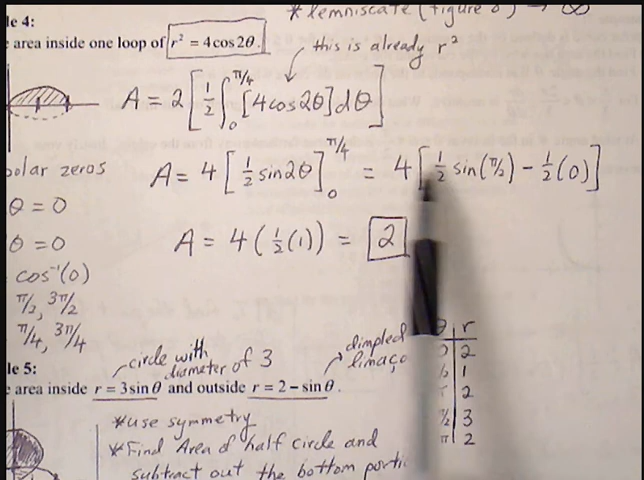 * lemniscate (figure 8) → ∞
le 4:
e area inside one loop of r² = 4cos2θ.
this is already r²
A = 2[½∫₀^{π/4}[4cos2θ]dθ]
polar zeros
A = 4[½sin2θ]₀^{π/4} = 4[½sin(π/2) - ½(0)]
θ = 0
θ = 0
A = 4(½(1)) = 2
cos⁻¹(0)
π/2, 3π/2
π/4, 3π/4
θ r
2
1
2
3
π 2
circle with diameter of 3
dimpled limaço
le 5:
e area inside r = 3sinθ and outside r = 2 - sinθ.
*use symmetry
*Find Area of half circle and
subtract out the bottom porti